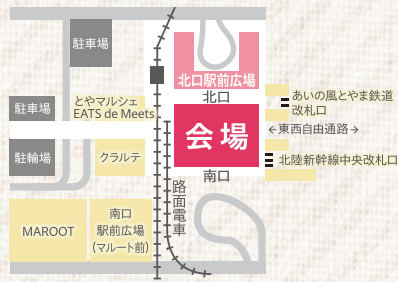 駐車場
北口駅前広場
あいの風とやま鉄道
改札口
駐車場
とやマルシェ
EATS de Meets
北口
会場
←東西自由通路→
駐輪場
クラルテ
北陸新幹線中央改札口
南口
路面電車
MAROOT
南口
駅前広場
(マルート前)